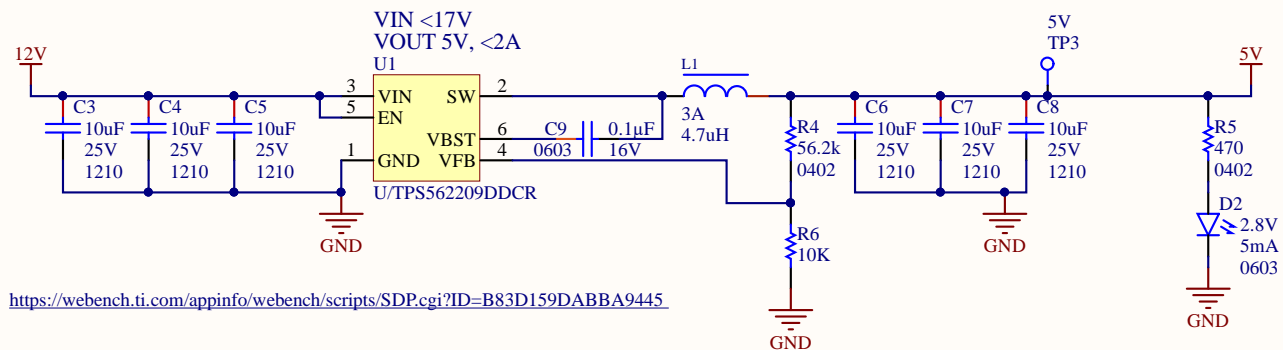 VIN <17V
VOUT 5V, <2A
12V
U1
3
VIN
5
EN
1
GND
SW
2
VBST
6
VFB
4
U/TPS562209DDCR
C3
10uF
25V
1210
C4
10uF
25V
1210
C5
10uF
25V
1210
GND
C9
0603
0.1µF
16V
L1
3A
4.7uH
R4
56.2k
0402
R6
10K
GND
C6
10uF
25V
1210
C7
10uF
25V
1210
C8
10uF
25V
1210
GND
5V
TP3
5V
R5
470
0402
D2
2.8V
5mA
0603
GND
https://webench.ti.com/appinfo/webench/scripts/SDP.cgi?ID=B83D159DABBA9445